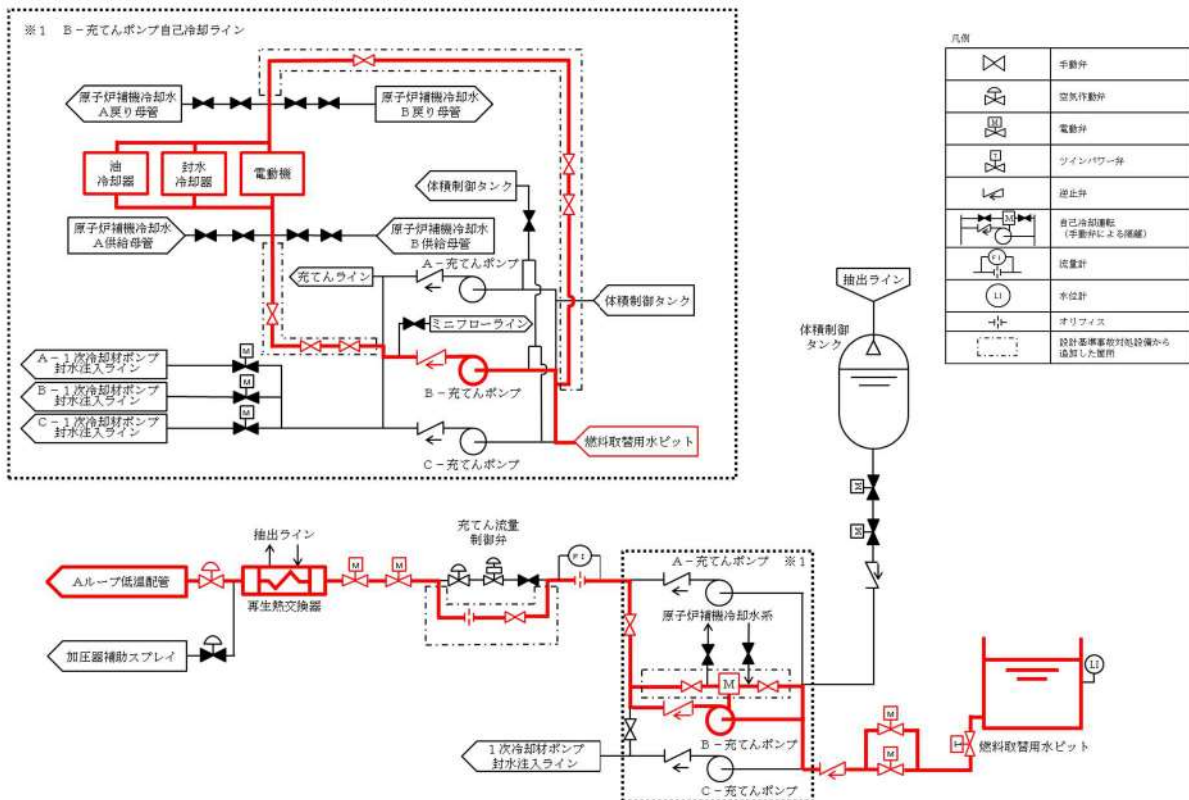 ※1 B-充てんポンプ自己冷却ライン
原子炉補機冷却水
A戻り母管
原子炉補機冷却水
B戻り母管
油
冷却器
封水
冷却器
電動機
体積制御タンク
原子炉補機冷却水
A供給母管
原子炉補機冷却水
B供給母管
充てんライン
A-充てんポンプ
体積制御タンク
ミニフローライン
A-1次冷却材ポンプ
封水注入ライン
M
B-1次冷却材ポンプ
封水注入ライン
M
C-1次冷却材ポンプ
封水注入ライン
M
B-充てんポンプ
燃料取替用水ピット
C-充てんポンプ
凡例
手動弁
空気作動弁
M
電動弁
T
ツインパワー弁
逆止弁
M
自己冷却運転
(手動弁による隔離)
FI
流量計
LI
水位計
オリフィス
設計基準事故対処設備から
追加した箇所
抽出ライン
体積制御
タンク
M
M
抽出ライン
充てん流量
制御弁
Aループ低温配管
再生熱交換器
M
M
FI
A-充てんポンプ ※1
原子炉補機冷却水系
加圧器補助スプレイ
M
B-充てんポンプ
1次冷却材ポンプ
封水注入ライン
C-充てんポンプ
M
M
T
LI
燃料取替用水ピット